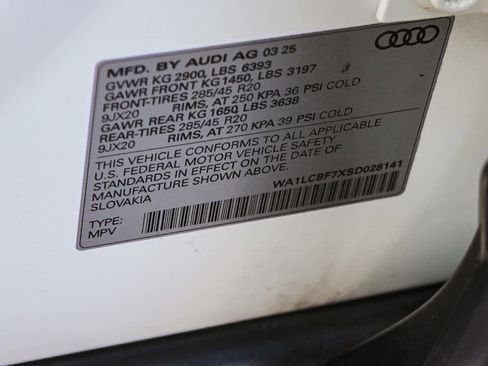 MFD. BY AUDI AG 03 25
GVWR KG 2900, LBS 6393
GAWR FRONT KG 1450, LBS 3197
FRONT-TIRES 285/45 R20
9JX20 RIMS, AT 250 KPA 36 PSI COLD
GAWR REAR KG 1650, LBS 3638
REAR-TIRES 285/45 R20
9JX20 RIMS, AT 270 KPA 39 PSI COLD
THIS VEHICLE CONFORMS TO ALL APPLICABLE
U.S. FEDERAL MOTOR VEHICLE SAFETY
STANDARDS IN EFFECT ON THE DATE OF
MANUFACTURE SHOWN ABOVE.
SLOVAKIA
WA1LCBF7XSD028141
TYPE:
MPV